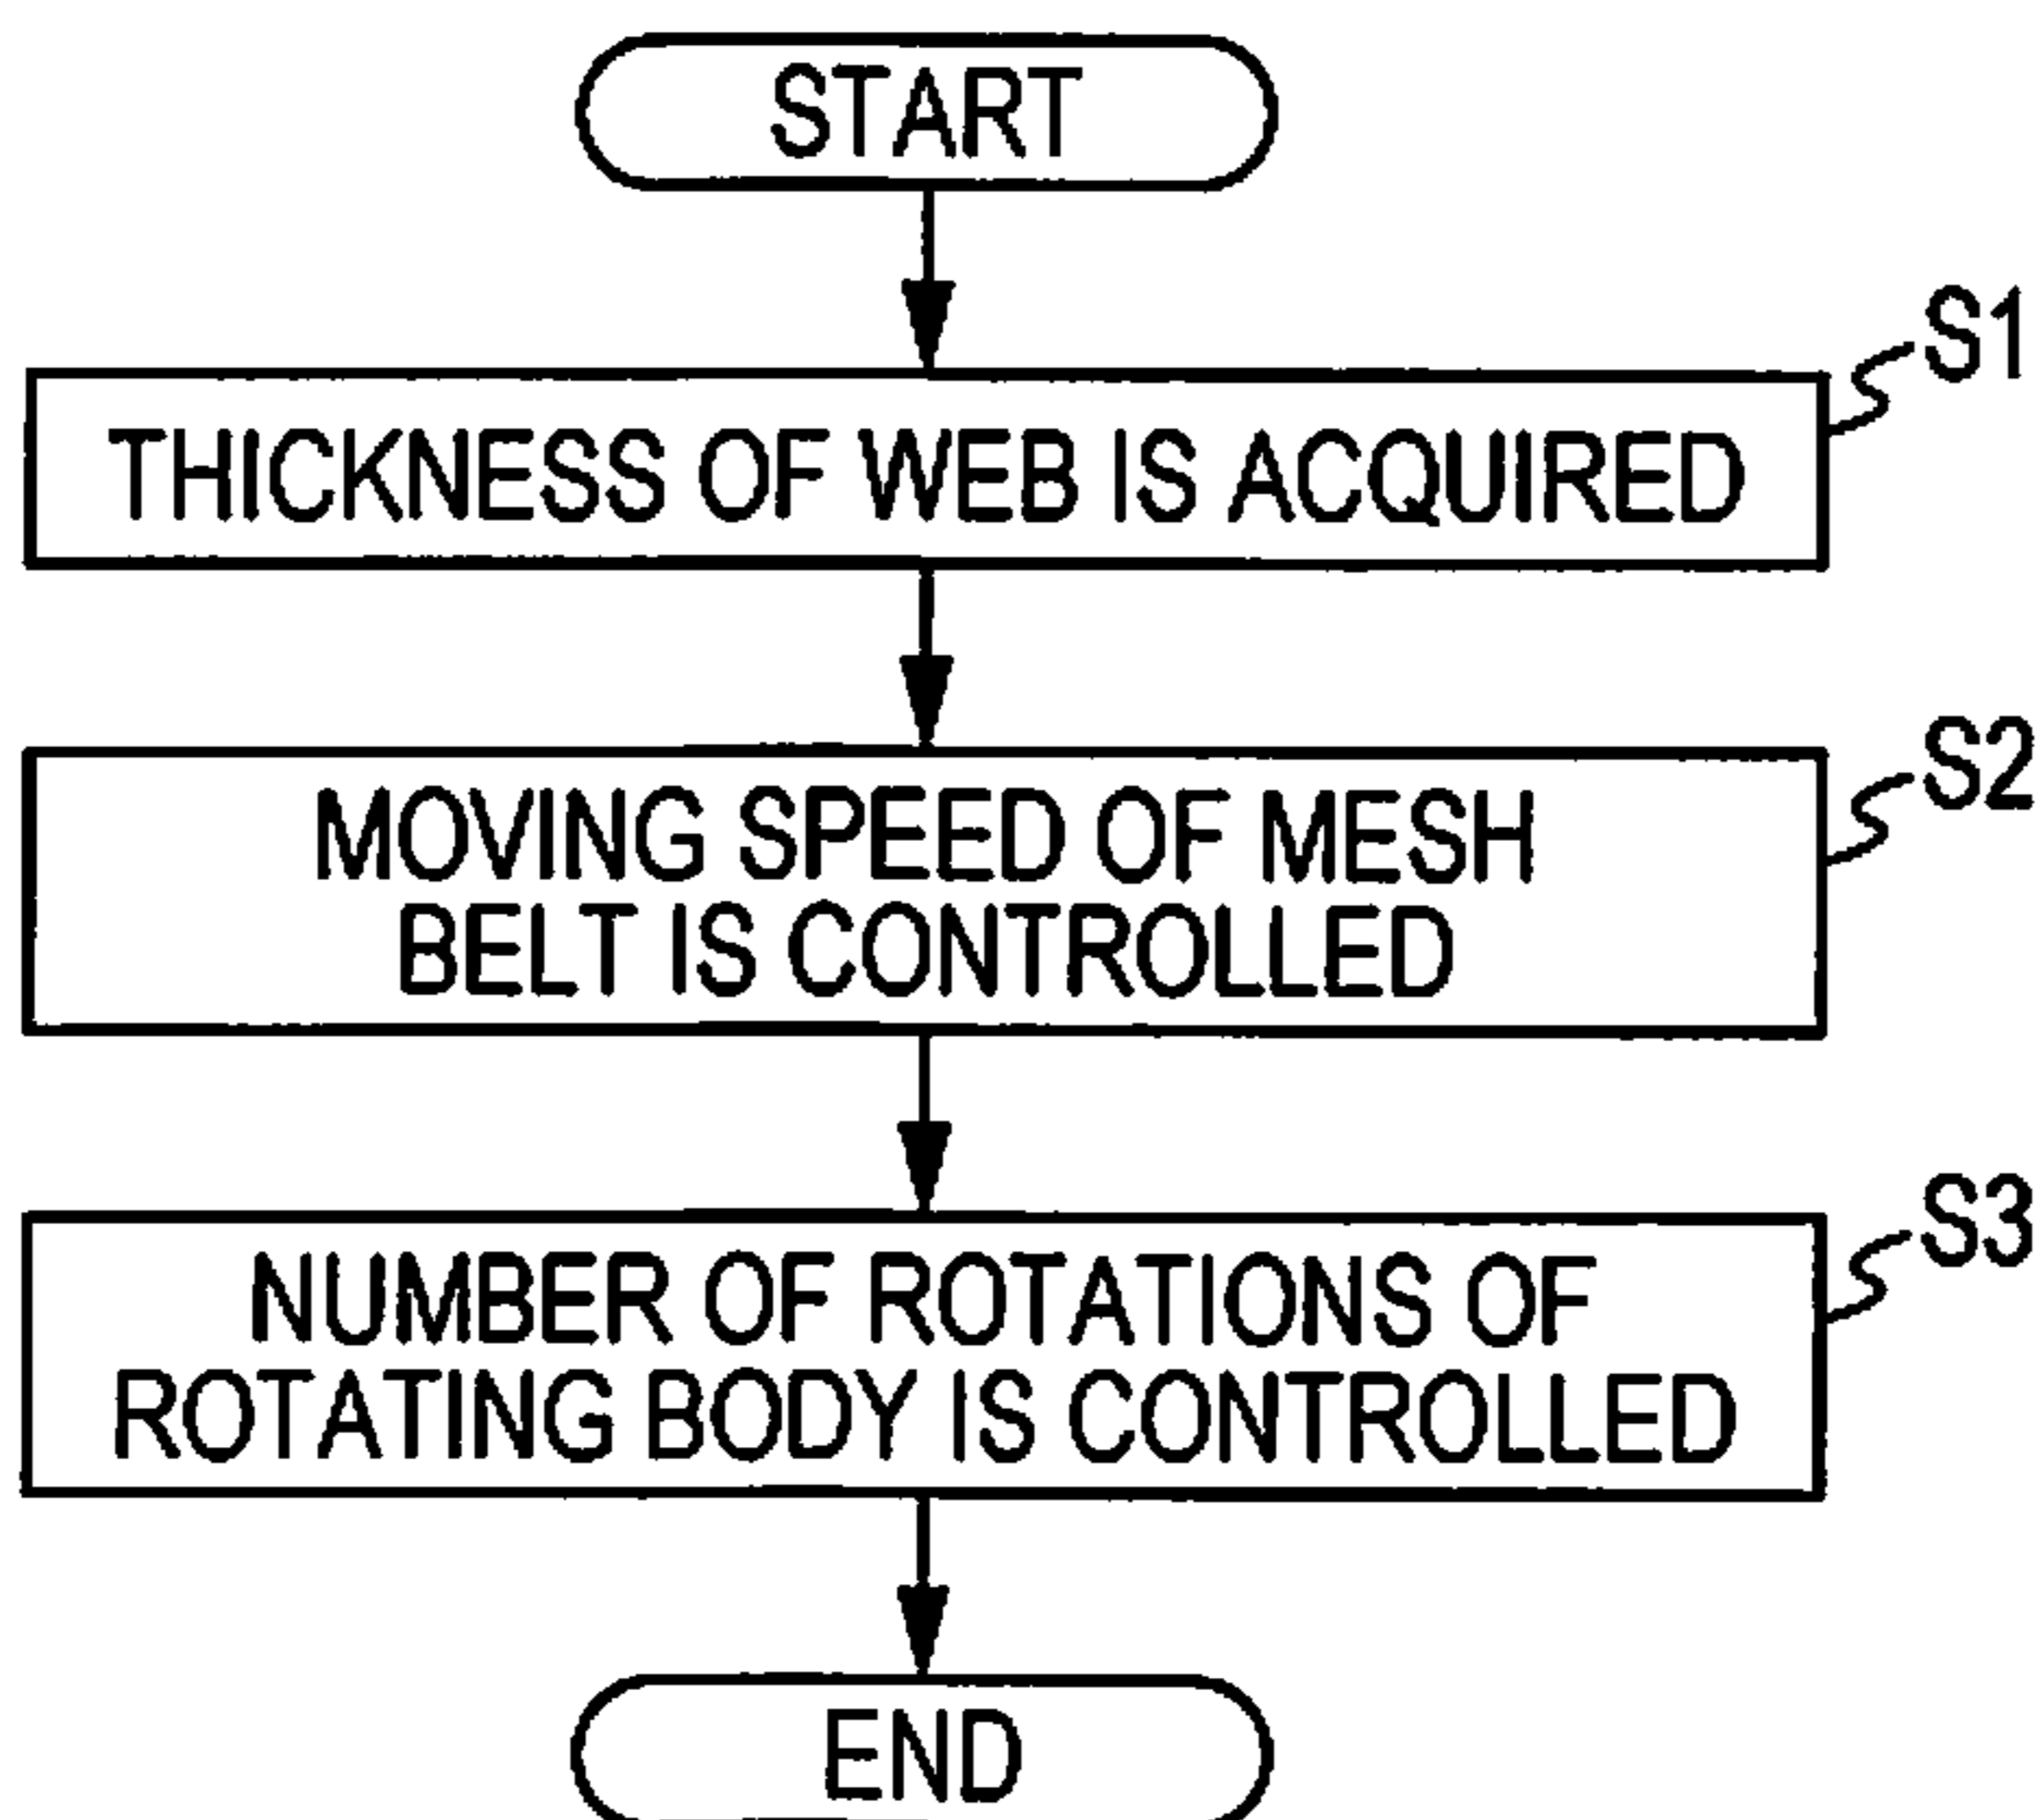 START
S1
THICKNESS OF WEB IS ACQUIRED
S2
MOVING SPEED OF MESH
BELT IS CONTROLLED
S3
NUMBER OF ROTATIONS OF
ROTATING BODY IS CONTROLLED
END